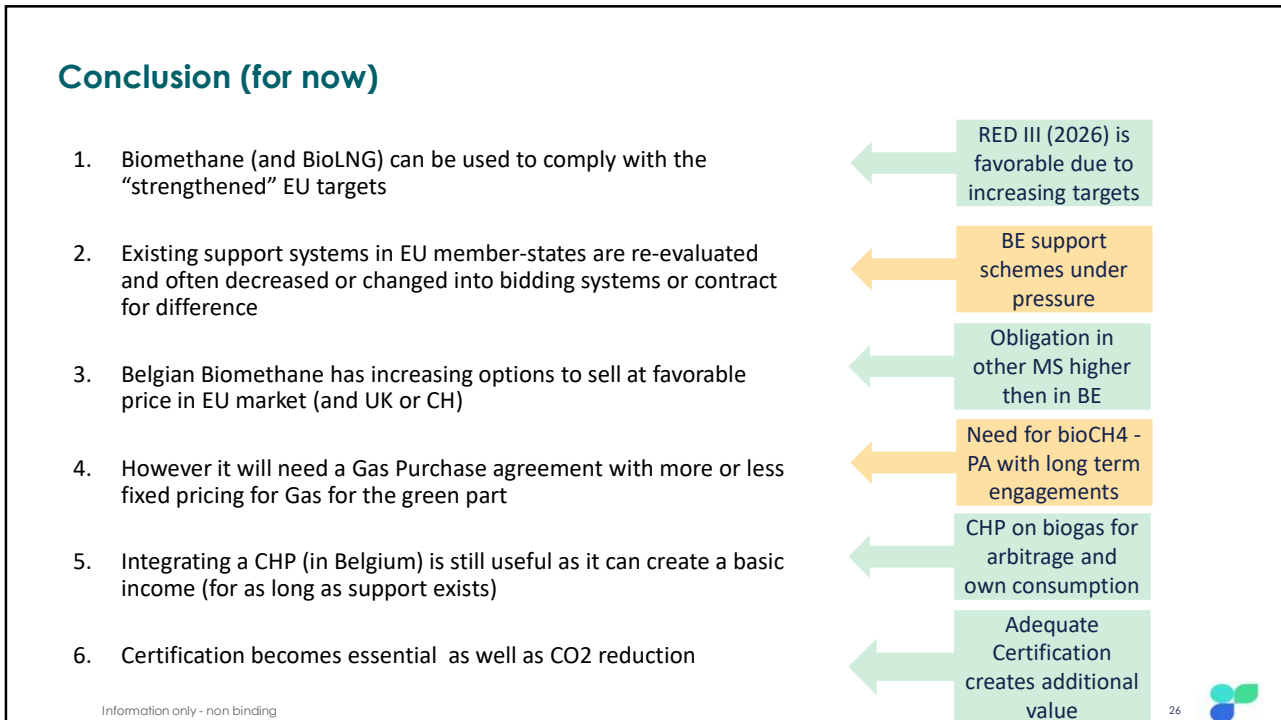 Conclusion (for now)
1. Biomethane (and BioLNG) can be used to comply with the
“strengthened” EU targets
RED III (2026) is
favorable due to
increasing targets
2. Existing support systems in EU member-states are re-evaluated
and often decreased or changed into bidding systems or contract
for difference
BE support
schemes under
pressure
3. Belgian Biomethane has increasing options to sell at favorable
price in EU market (and UK or CH)
Obligation in
other MS higher
then in BE
4. However it will need a Gas Purchase agreement with more or less
fixed pricing for Gas for the green part
Need for bioCH4 -
PA with long term
engagements
5. Integrating a CHP (in Belgium) is still useful as it can create a basic
income (for as long as support exists)
CHP on biogas for
arbitrage and
own consumption
6. Certification becomes essential  as well as CO2 reduction
Adequate
Certification
creates additional
value
Information only - non binding
26